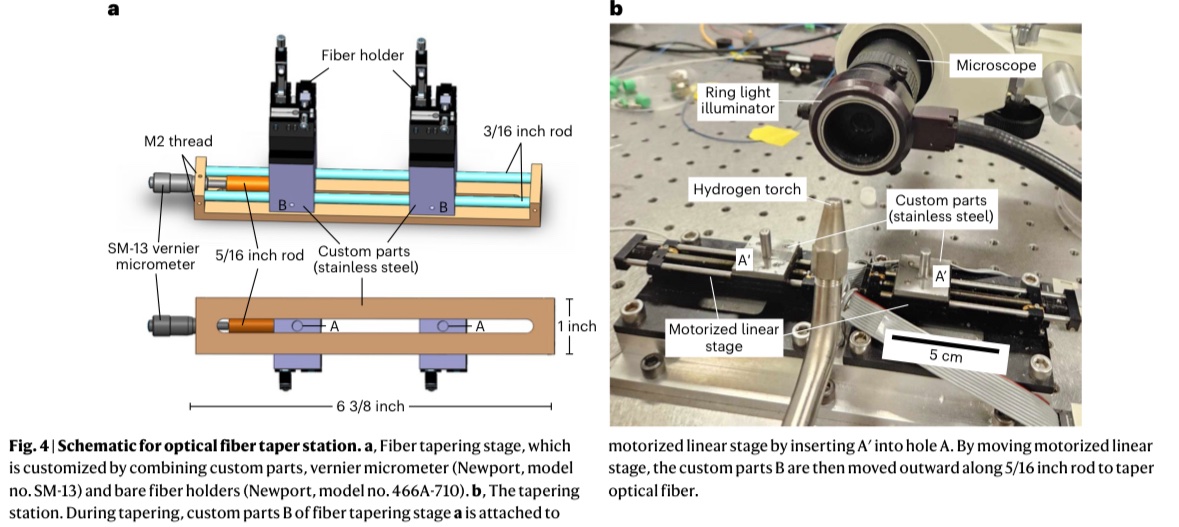 a
Fiber holder
M2 thread
3/16 inch rod
B
B
SM-13 vernier
micrometer
5/16 inch rod
Custom parts
(stainless steel)
A
A
1 inch
6 3/8 inch
b
Microscope
Ring light
illuminator
Hydrogen torch
Custom parts
(stainless steel)
A′
A′
Motorized linear
stage
5 cm
Fig. 4 | Schematic for optical fiber taper station. a, Fiber tapering stage, which
is customized by combining custom parts, vernier micrometer (Newport, model
no. SM-13) and bare fiber holders (Newport, model no. 466A-710). b, The tapering
station. During tapering, custom parts B of fiber tapering stage a is attached to
motorized linear stage by inserting A′ into hole A. By moving motorized linear
stage, the custom parts B are then moved outward along 5/16 inch rod to taper
optical fiber.